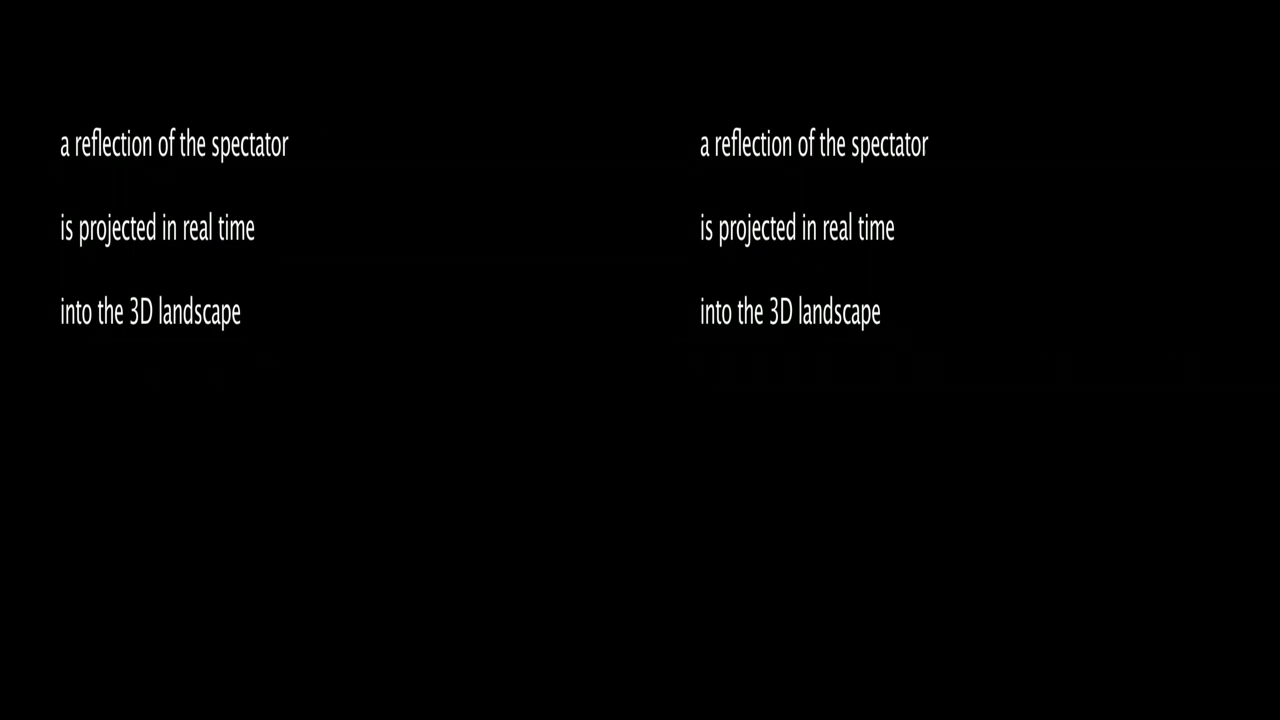 a reflection of the spectator
is projected in real time
into the 3D landscape
a reflection of the spectator
is projected in real time
into the 3D landscape